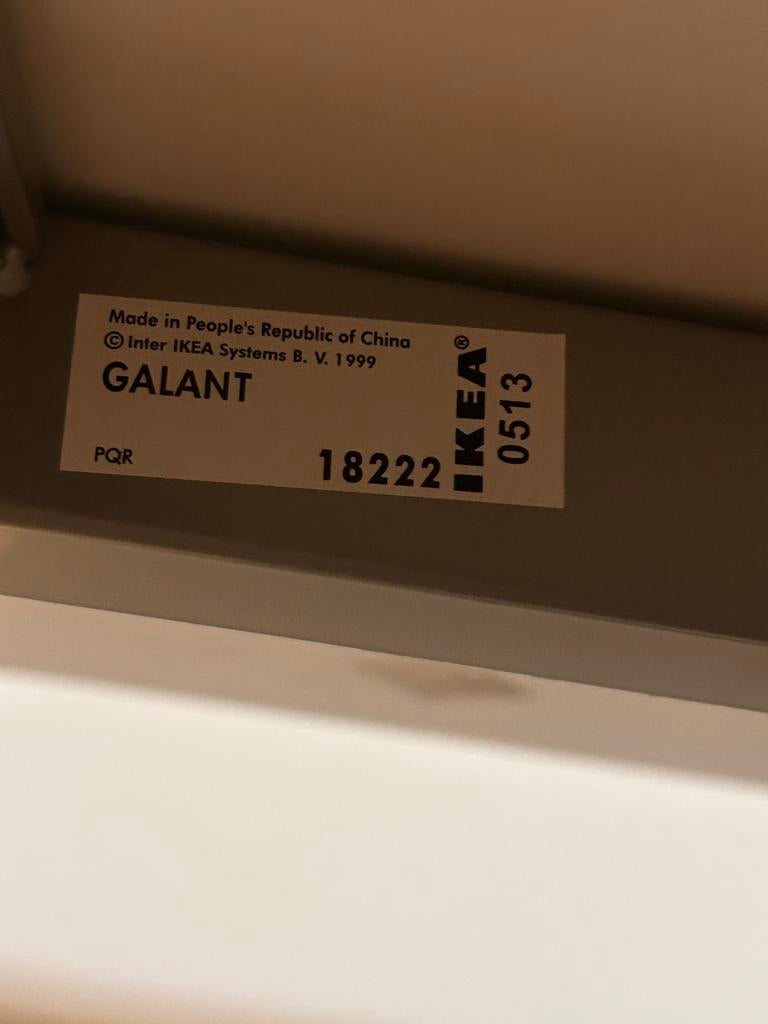 Made in People's Republic of China
© Inter IKEA Systems B. V. 1999
GALANT
PQR
18222
IKEA®
0513